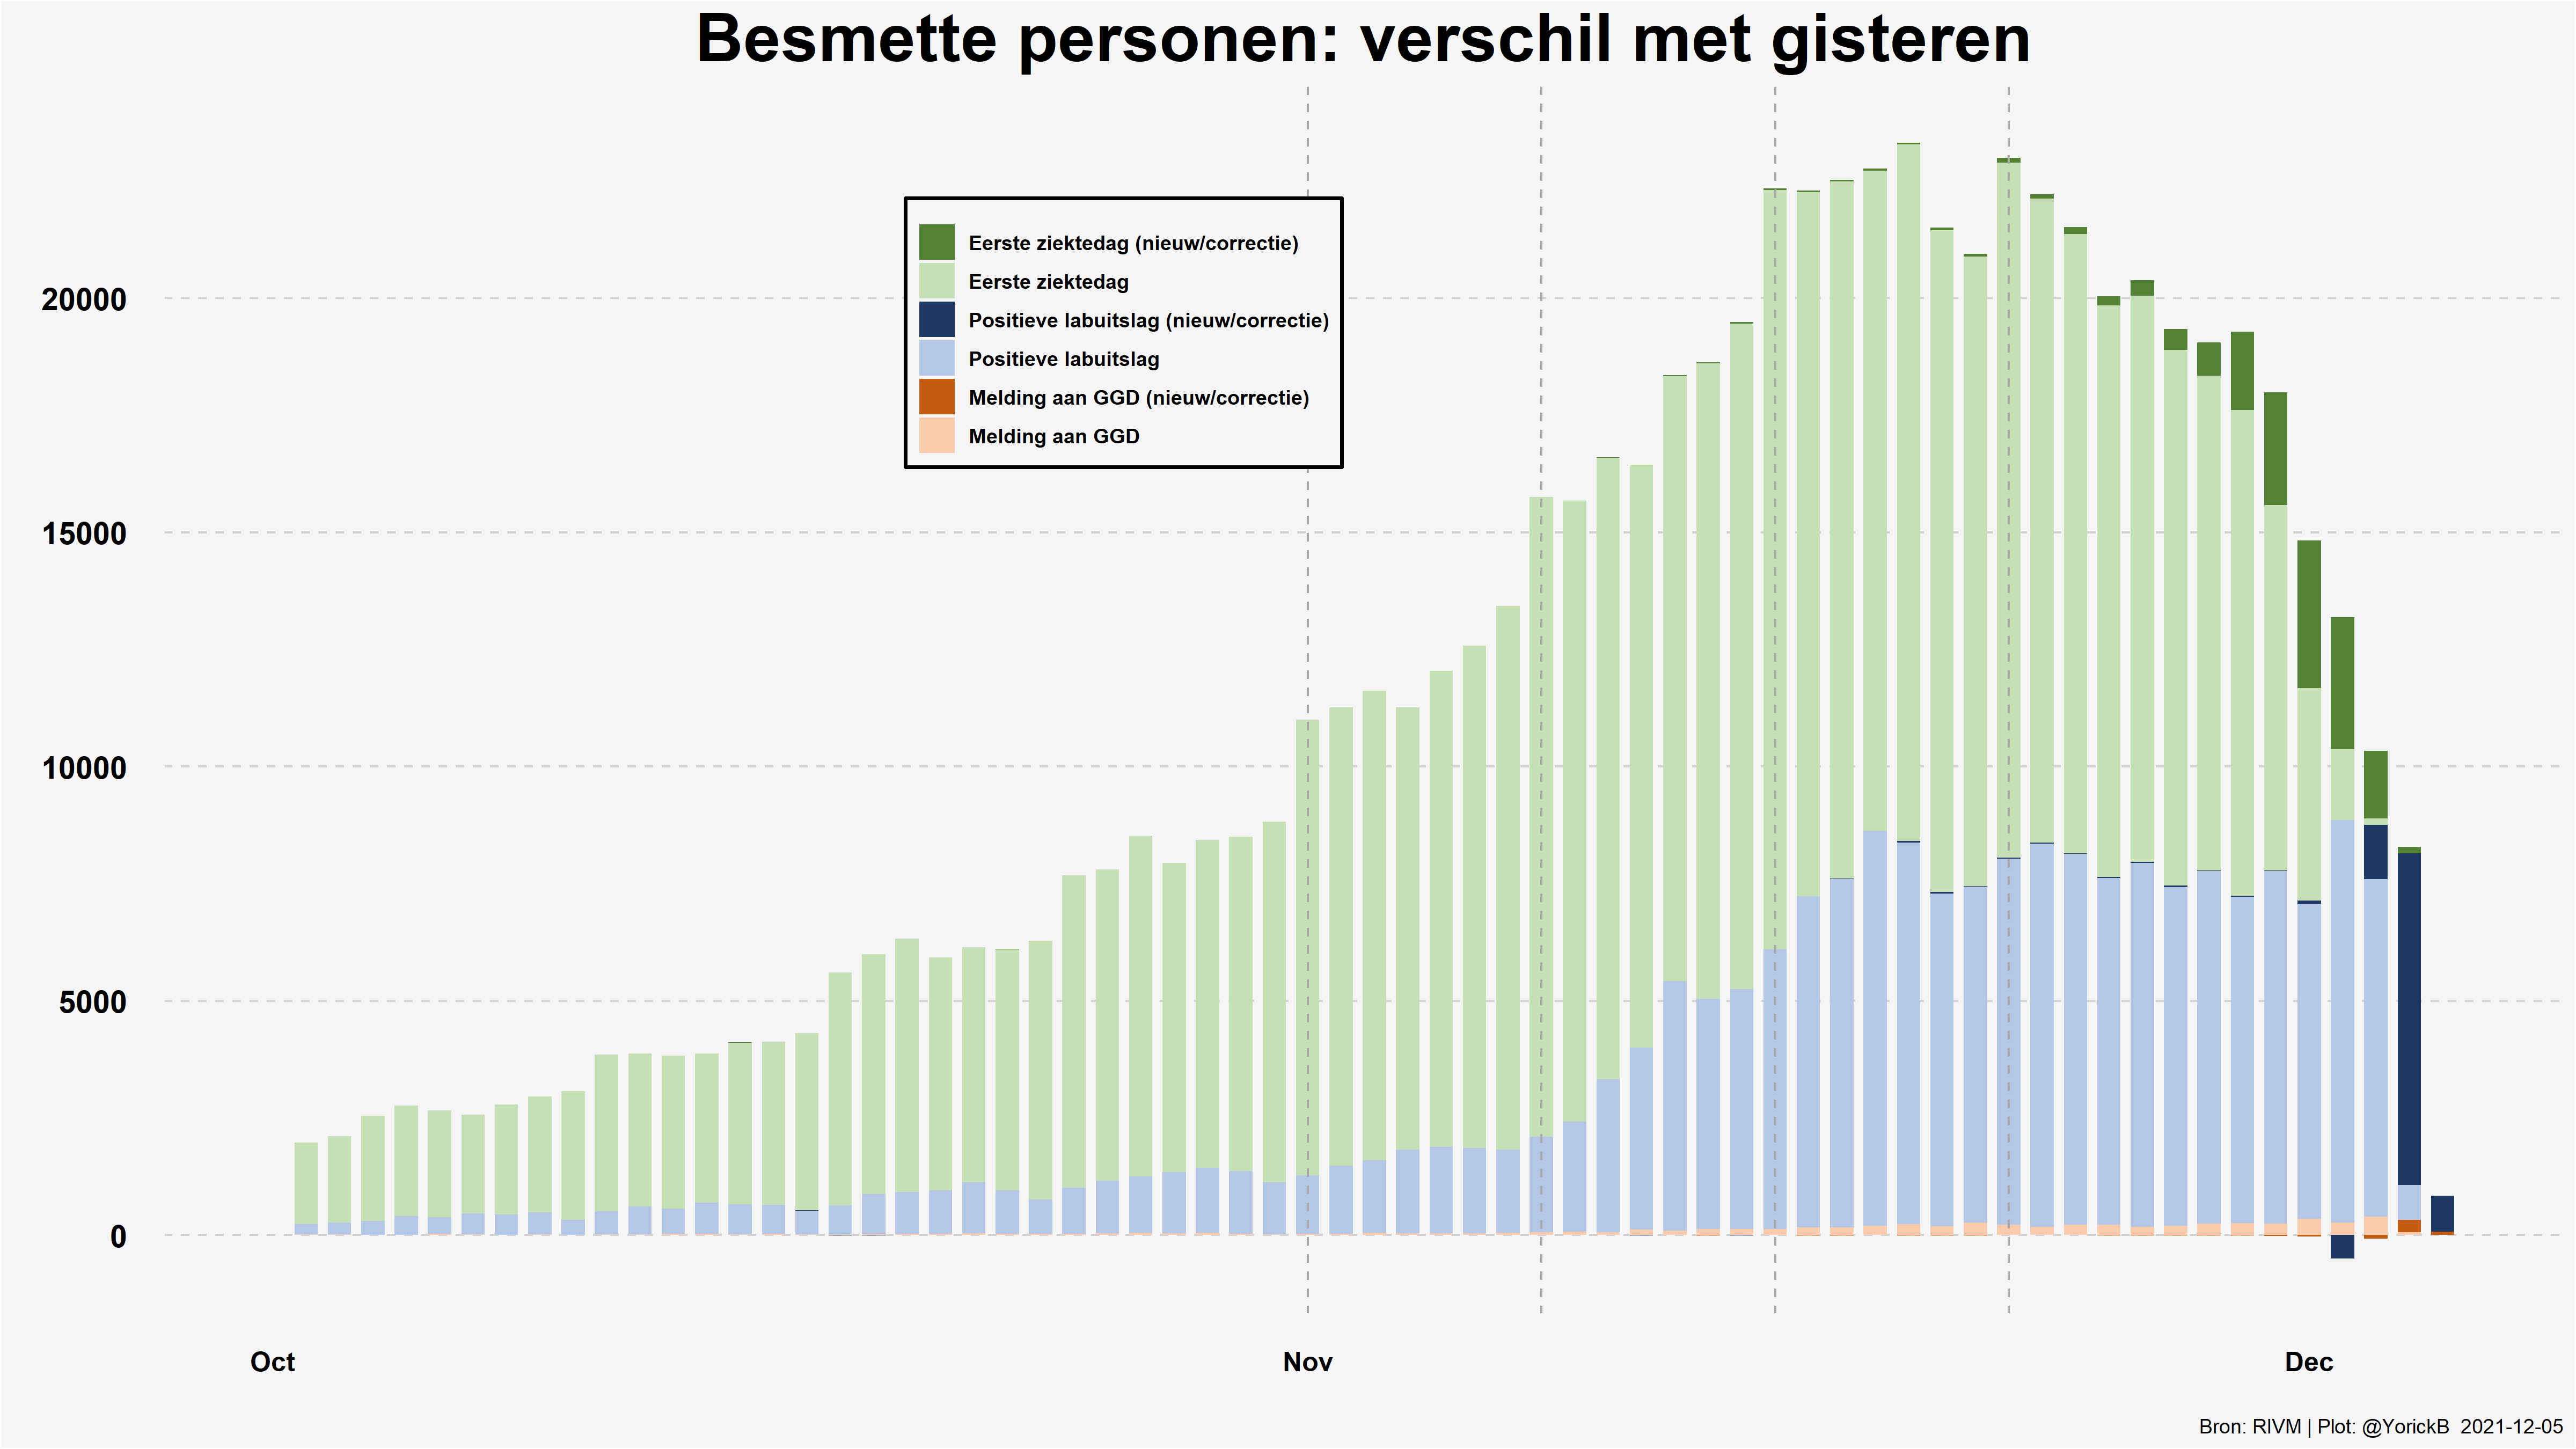 Besmette personen: verschil met gisteren
Eerste ziektedag (nieuw/correctie)
Eerste ziektedag
Positieve labuitslag (nieuw/correctie)
Positieve labuitslag
Melding aan GGD (nieuw/correctie)
Melding aan GGD
20000
15000
10000
5000
0
Oct Nov Dec
Bron: RIVM | Plot: @YorickB 2021-12-05